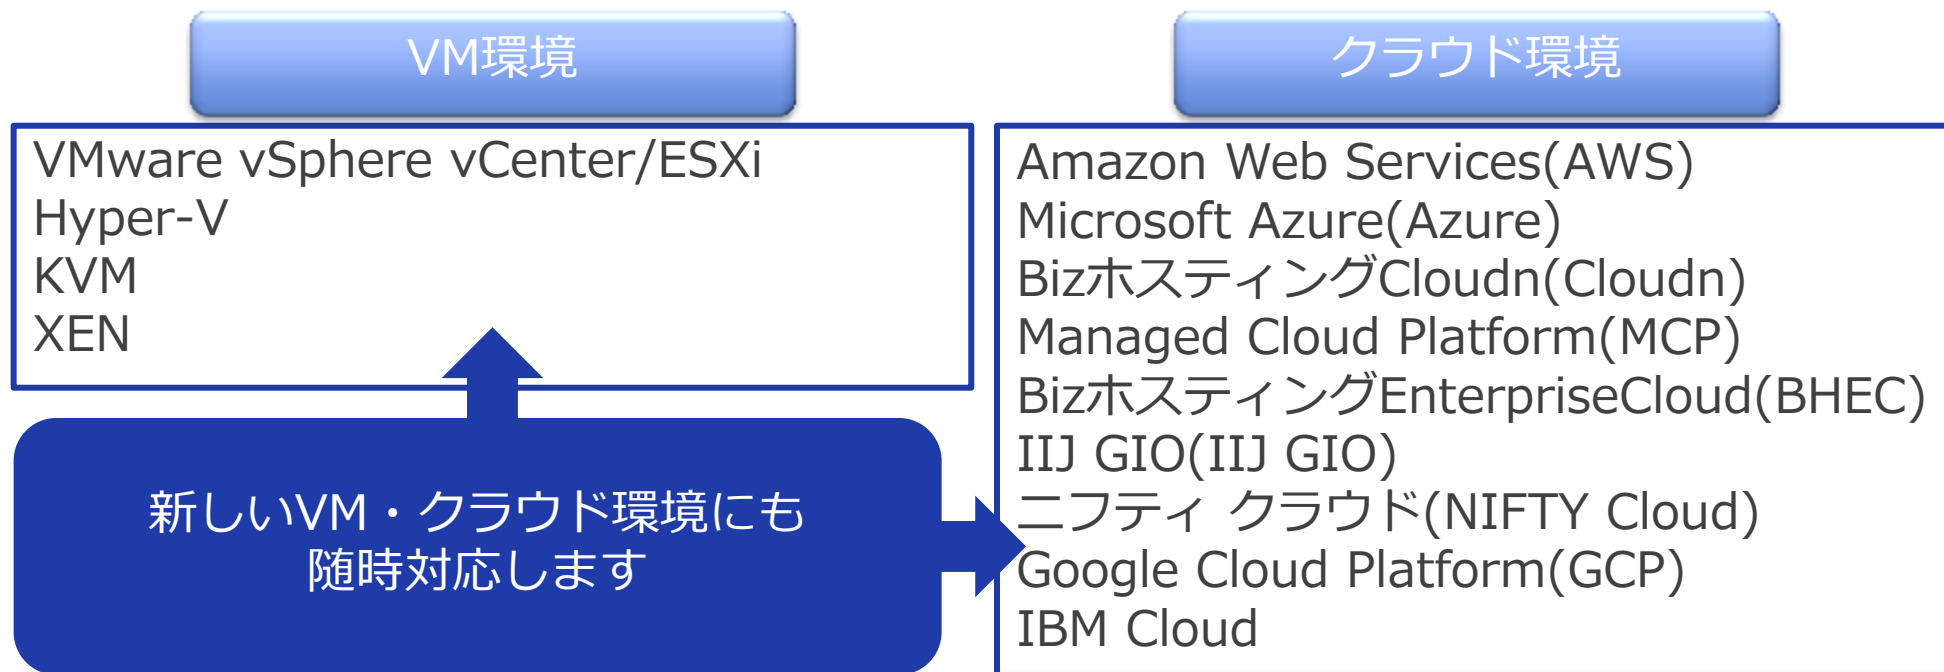 VM環境
VMware vSphere vCenter/ESXi
Hyper-V
KVM
XEN
新しいVM・クラウド環境にも
随時対応します
クラウド環境
Amazon Web Services(AWS)
Microsoft Azure(Azure)
BizホスティングCloudn(Cloudn)
Managed Cloud Platform(MCP)
BizホスティングEnterpriseCloud(BHEC)
IIJ GIO(IIJ GIO)
ニフティ クラウド(NIFTY Cloud)
Google Cloud Platform(GCP)
IBM Cloud